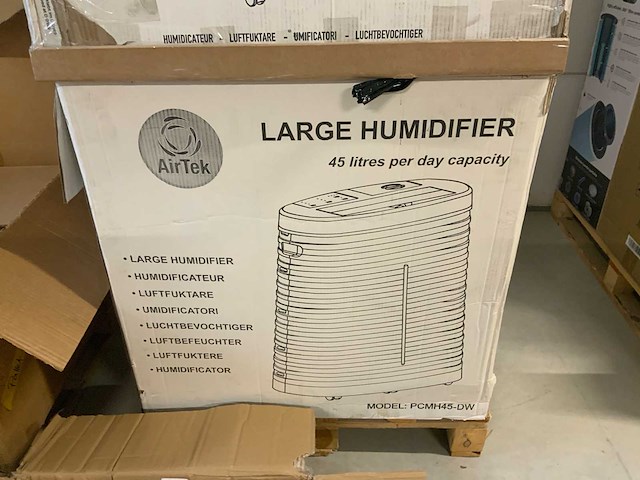 HUMIDIFICATEUR - LUFTFUKTARE - UMIFICATORI - LUCHTBEVOCHTIGER
AirTek
LARGE HUMIDIFIER
45 litres per day capacity
• LARGE HUMIDIFIER
• HUMIDIFICATEUR
• LUFTFUKTARE
• UMIDIFICATORI
• LUCHTBEVOCHTIGER
• LUFTBEFEUCHTER
• LUFTFUKTERE
• HUMIDIFICATOR
MODEL: PCMH45-DW